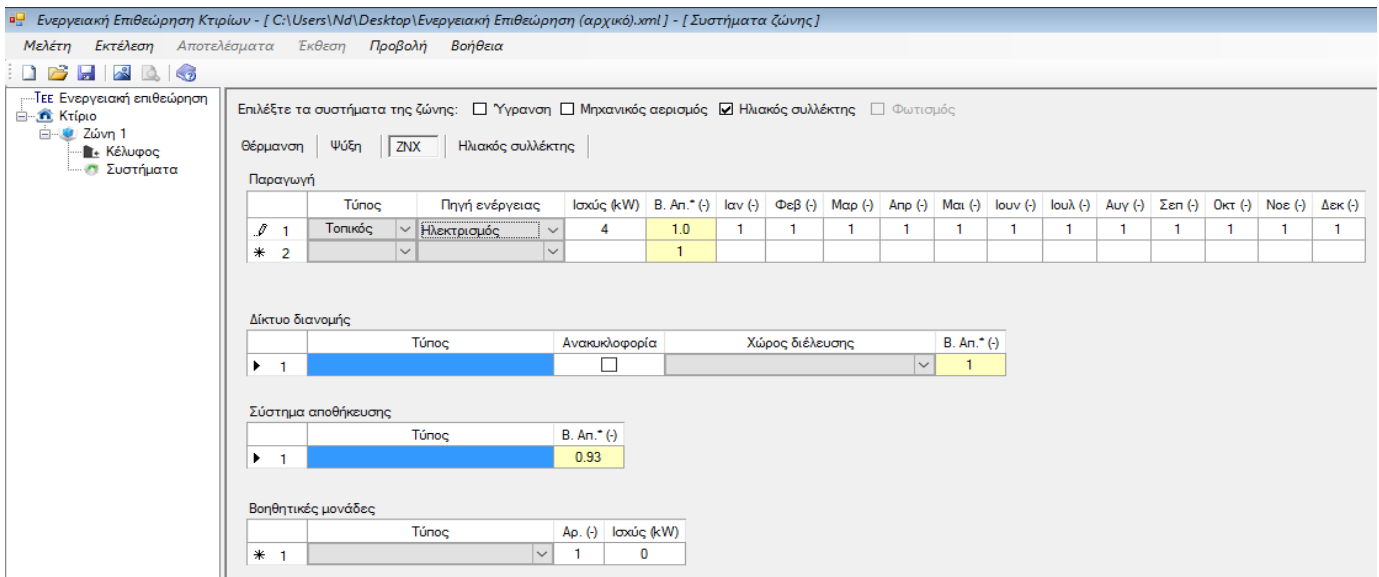 Ενεργειακή Επιθεώρηση Κτιρίων - [ C:\Users\Nd\Desktop\Ενεργειακή Επιθεώρηση (αρχικό).xml ] - [ Συστήματα ζώνης ]
Μελέτη Εκτέλεση Αποτελέσματα Έκθεση Προβολή Βοήθεια
ΤΕΕ Ενεργειακή επιθεώρηση
Κτίριο
Ζώνη 1
Κέλυφος
Συστήματα
Επιλέξτε τα συστήματα της ζώνης: Ύγρανση Μηχανικός αερισμός Ηλιακός συλλέκτης Φωτισμός
Θέρμανση Ψύξη ΖΝΧ Ηλιακός συλλέκτης
Παραγωγή
Τύπος Πηγή ενέργειας Ισχύς (kW) Β. Απ.* (-) Ιαν (-) Φεβ (-) Μαρ (-) Απρ (-) Μαι (-) Ιουν (-) Ιουλ (-) Αυγ (-) Σεπ (-) Οκτ (-) Νοε (-) Δεκ (-)
1 Τοπικός Ηλεκτρισμός 4 1.0 1 1 1 1 1 1 1 1 1 1 1 1
2 1
Δίκτυο διανομής
Τύπος Ανακυκλοφορία Χώρος διέλευσης Β. Απ.* (-)
1 1
Σύστημα αποθήκευσης
Τύπος Β. Απ.* (-)
1 0.93
Βοηθητικές μονάδες
Τύπος Αρ. (-) Ισχύς (kW)
1 1 0